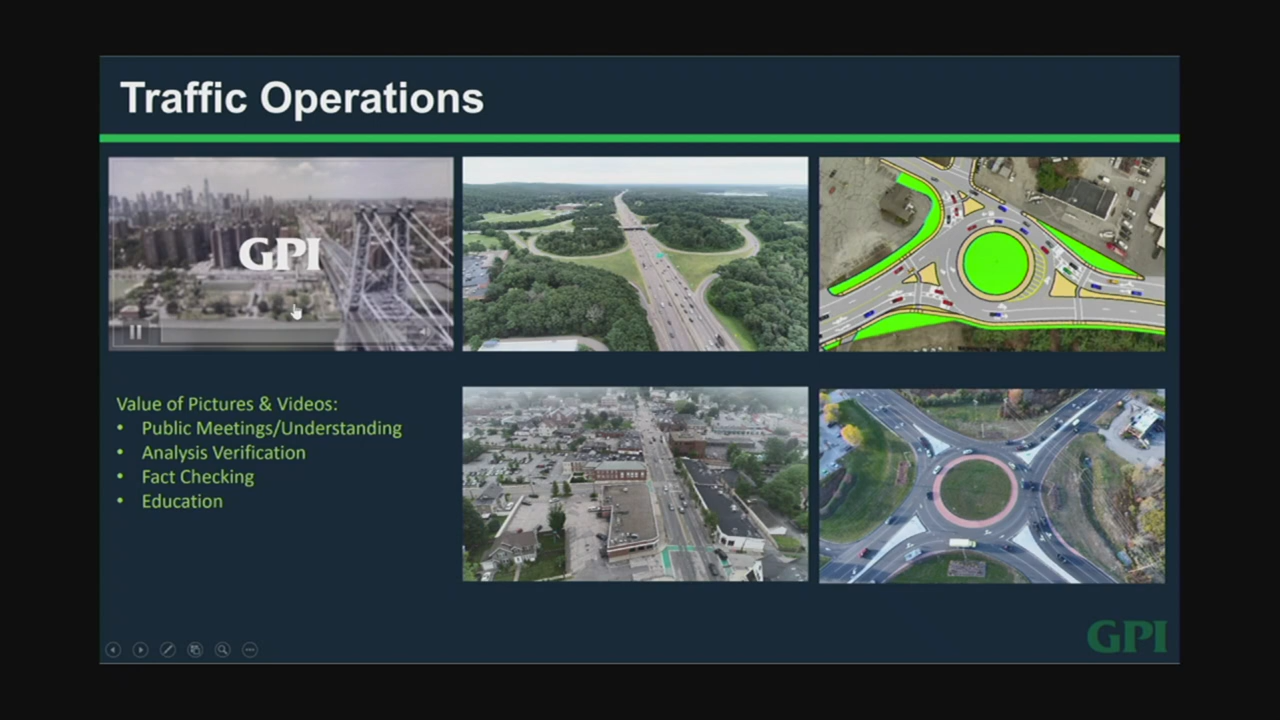 Traffic Operations
GPI
Value of Pictures & Videos:
• Public Meetings/Understanding
• Analysis Verification
• Fact Checking
• Education
GPI